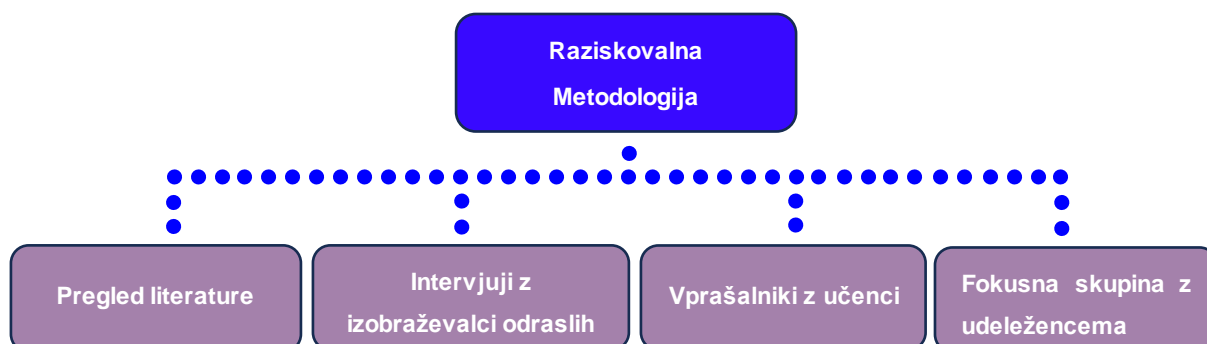 Raziskovalna
Metodologija
Pregled literature
Intervjuji z
izobraževalci odraslih
Vprašalniki z učenci
Fokusna skupina z
udeležencema